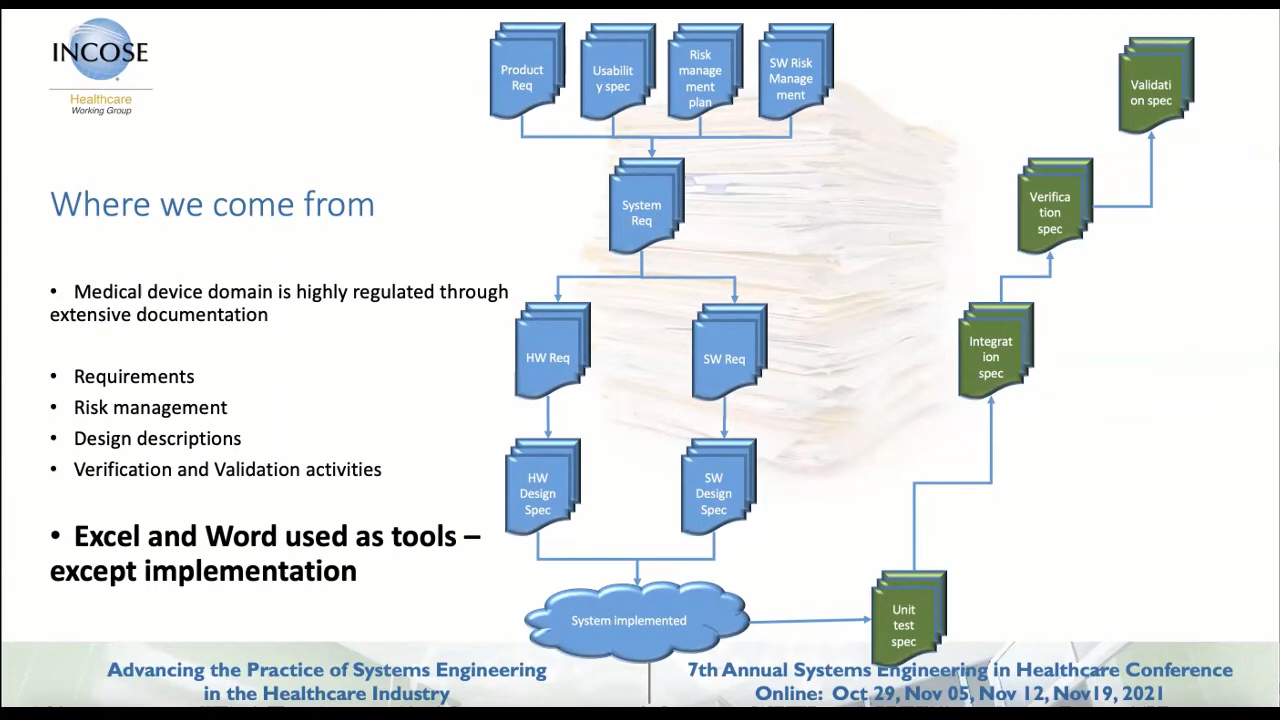 INCOSE
Healthcare
Working Group
Product
Req
Usabilit
y spec
Risk
manage
ment
plan
SW Risk
Manage
ment
Validati
on spec
System
Req
Verifica
tion
spec
Where we come from
• Medical device domain is highly regulated through
extensive documentation
• Requirements
• Risk management
• Design descriptions
• Verification and Validation activities
• Excel and Word used as tools –
except implementation
HW Req
SW Req
Integrat
ion
spec
HW
Design
Spec
SW
Design
Spec
System implemented
Unit
test
spec
Advancing the Practice of Systems Engineering
in the Healthcare Industry
7th Annual Systems Engineering in Healthcare Conference
Online: Oct 29, Nov 05, Nov 12, Nov19, 2021